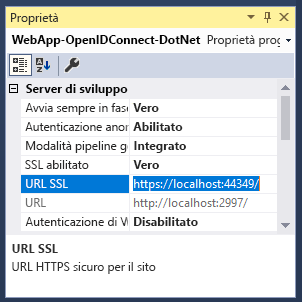 Proprietà
WebApp-OpenIDConnect-DotNet Proprietà prog
Server di sviluppo
Avvia sempre in fase Vero
Autenticazione anon Abilitato
Modalità pipeline ge Integrato
SSL abilitato Vero
URL SSL https://localhost:44349/
URL http://localhost:2997/
Autenticazione di W Disabilitato
URL SSL
URL HTTPS sicuro per il sito